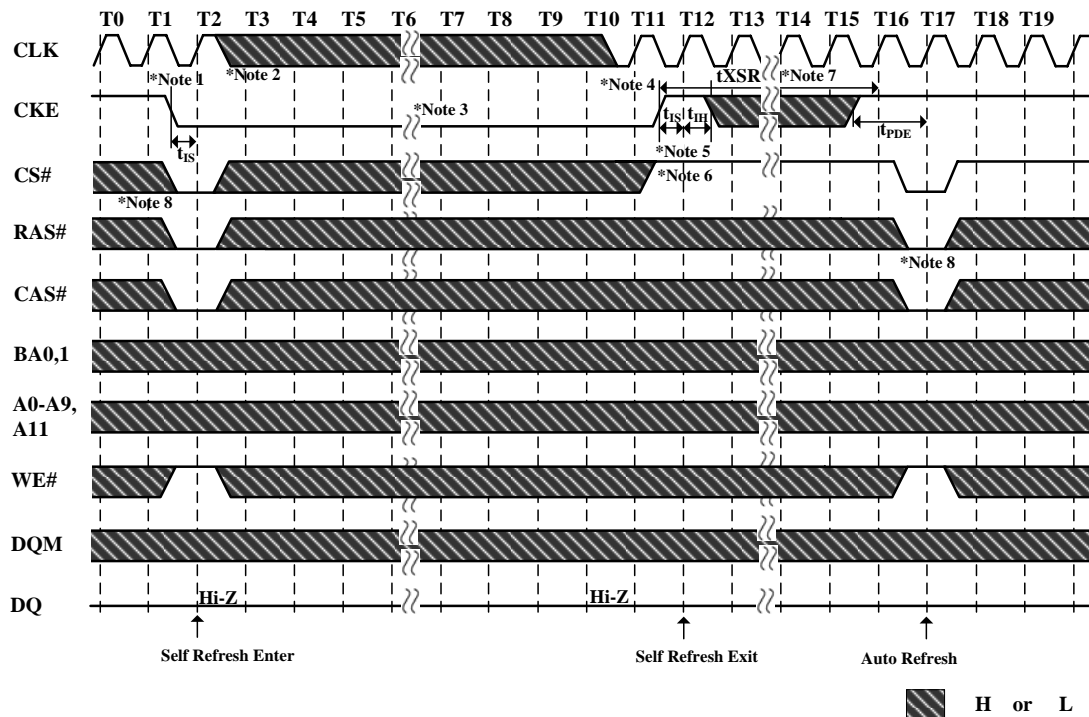 T0 T1 T2 T3 T4 T5 T6 T7 T8 T9 T10 T11 T12 T13 T14 T15 T16 T17 T18 T19
CLK
*Note 1 *Note 2 *Note 4 tXSR *Note 7
CKE
*Note 3
tIS tIS tIH tPDE
*Note 5
CS#
*Note 6
*Note 8
RAS#
*Note 8
CAS#
BA0,1
A0-A9,
A11
WE#
DQM
Hi-Z Hi-Z
DQ
Self Refresh Enter Self Refresh Exit Auto Refresh
H or L